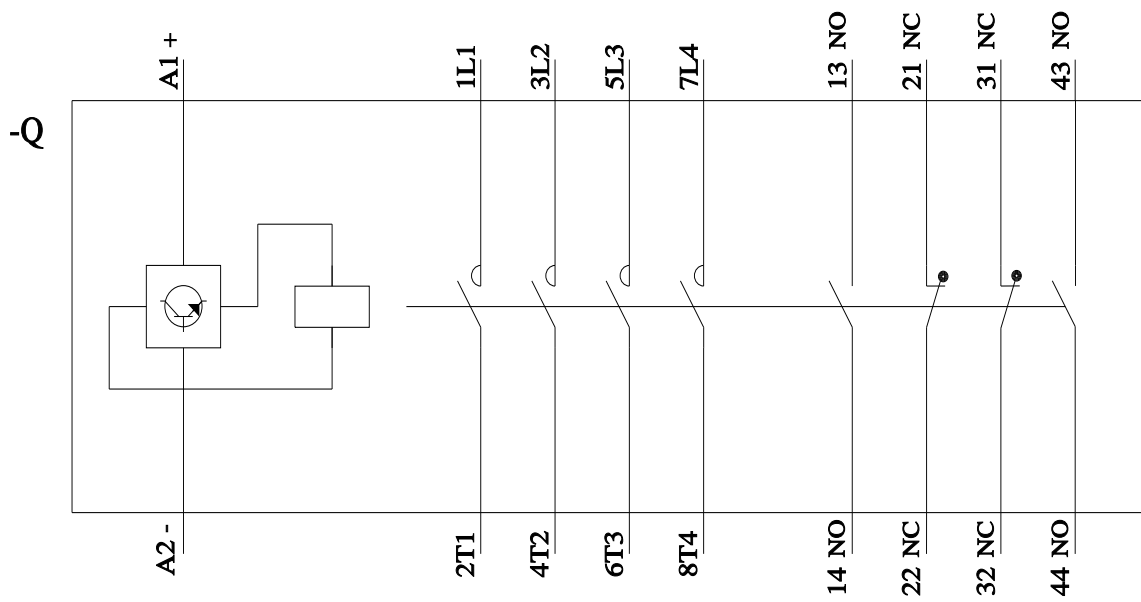 A1 +
1L1
3L2
5L3
7L4
13 NO
21 NC
31 NC
43 NO
-Q
A2 -
2T1
4T2
6T3
8T4
14 NO
22 NC
32 NC
44 NO